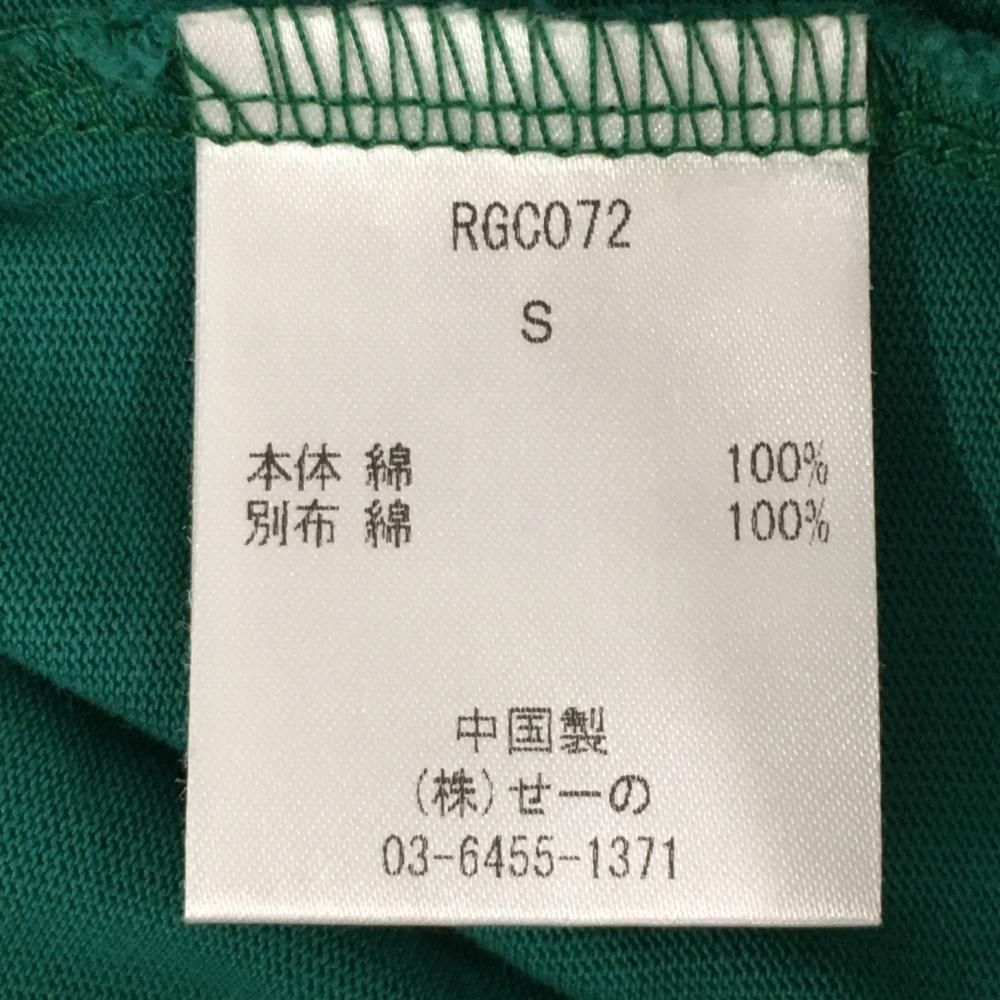 RGC072
S
本体 綿 100%
別布 綿 100%
中国製
(株)せーの
03-6455-1371